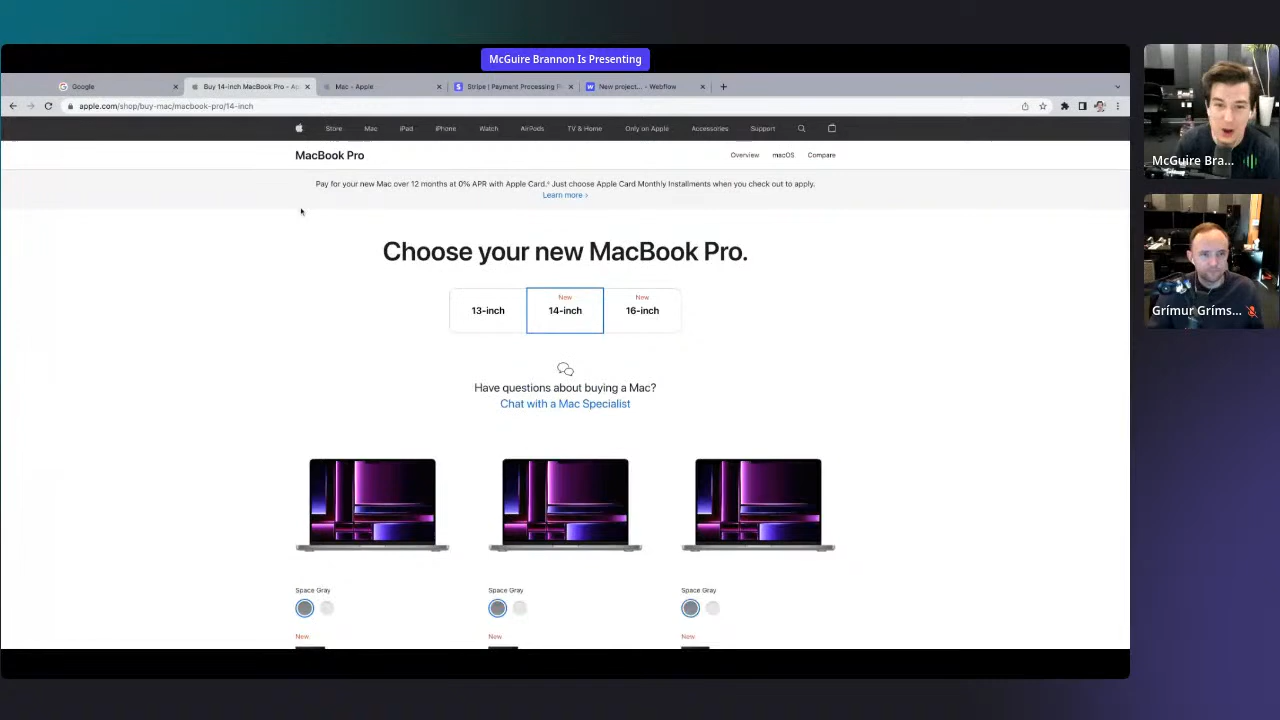 McGuire Brannon Is Presenting
Google
Buy 14-inch MacBook Pro - Ap
Mac - Apple
Stripe | Payment Processing P
New project... - Webflow
apple.com/shop/buy-mac/macbook-pro/14-inch
Store Mac iPad iPhone Watch AirPods TV & Home Only on Apple Accessories Support
MacBook Pro
Overview macOS Compare
Pay for your new Mac over 12 months at 0% APR with Apple Card.◊ Just choose Apple Card Monthly Installments when you check out to apply.
Learn more >
Choose your new MacBook Pro.
New New
13-inch 14-inch 16-inch
Have questions about buying a Mac?
Chat with a Mac Specialist
Space Gray Space Gray Space Gray
New New New
McGuire Bra...
Grímur Gríms...